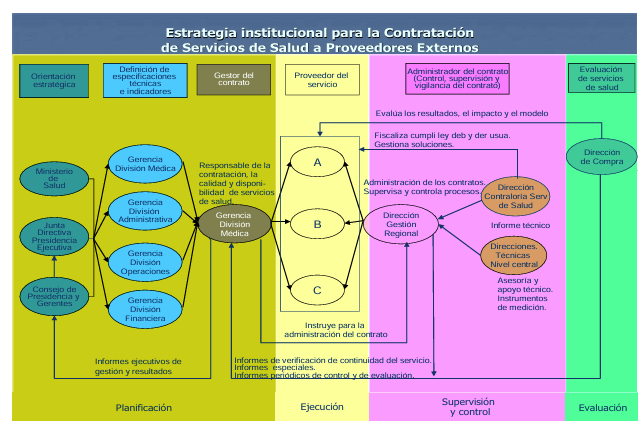 Estrategia institucional para la Contratación
de Servicios de Salud a Proveedores Externos
Orientación
estratégica
Definición de
especificaciones
técnicas
e indicadores
Gestor del
contrato
Proveedor del
servicio
Administrador del contrato
(Control, supervisión y
vigilancia del contrato)
Evaluación
de servicios
de salud
Evalúa los resultados, el impacto y el modelo
Fiscaliza cumpli ley deb y der usua.
Gestiona soluciones.
Dirección
de Compra
Ministerio
de
Salud
Junta
Directiva
Presidencia
Ejecutiva
Consejo de
Presidencia y
Gerentes
Gerencia
División Médica
Gerencia
División
Administrativa
Gerencia
División
Operaciones
Gerencia
División
Financiera
Responsable de la
contratación, la
calidad y disponi-
bilidad de servicios
de salud.
Gerencia
División
Médica
A
B
C
Administración de los contratos.
Supervisa y controla procesos.
Dirección
Gestión
Regional
Dirección
Contraloría Serv
de Salud
Informe técnico
Direcciones.
Técnicas
Nivel central
Asesoría y
apoyo técnico.
Instrumentos
de medición.
Instruye para la
administración del contrato
Informes ejecutivos de
gestión y resultados
Informes de verificación de continuidad del servicio.
Informes especiales.
Informes periódicos de control y de evaluación.
Planificación
Ejecución
Supervisión
y control
Evaluación